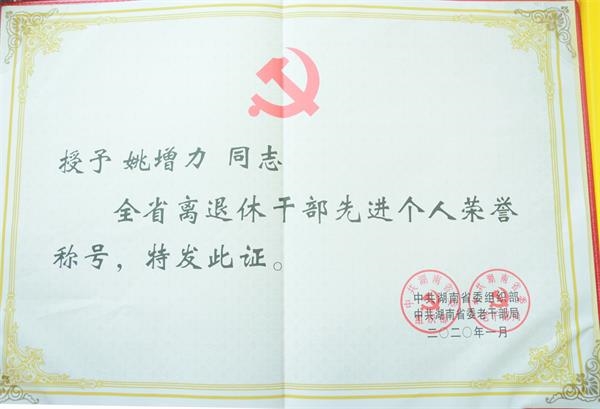 授予 姚增力 同志
全省离退休干部先进个人荣誉
称号，特发此证。
中共湖南省委组织部
中共湖南省委老干部局
二〇二〇年一月